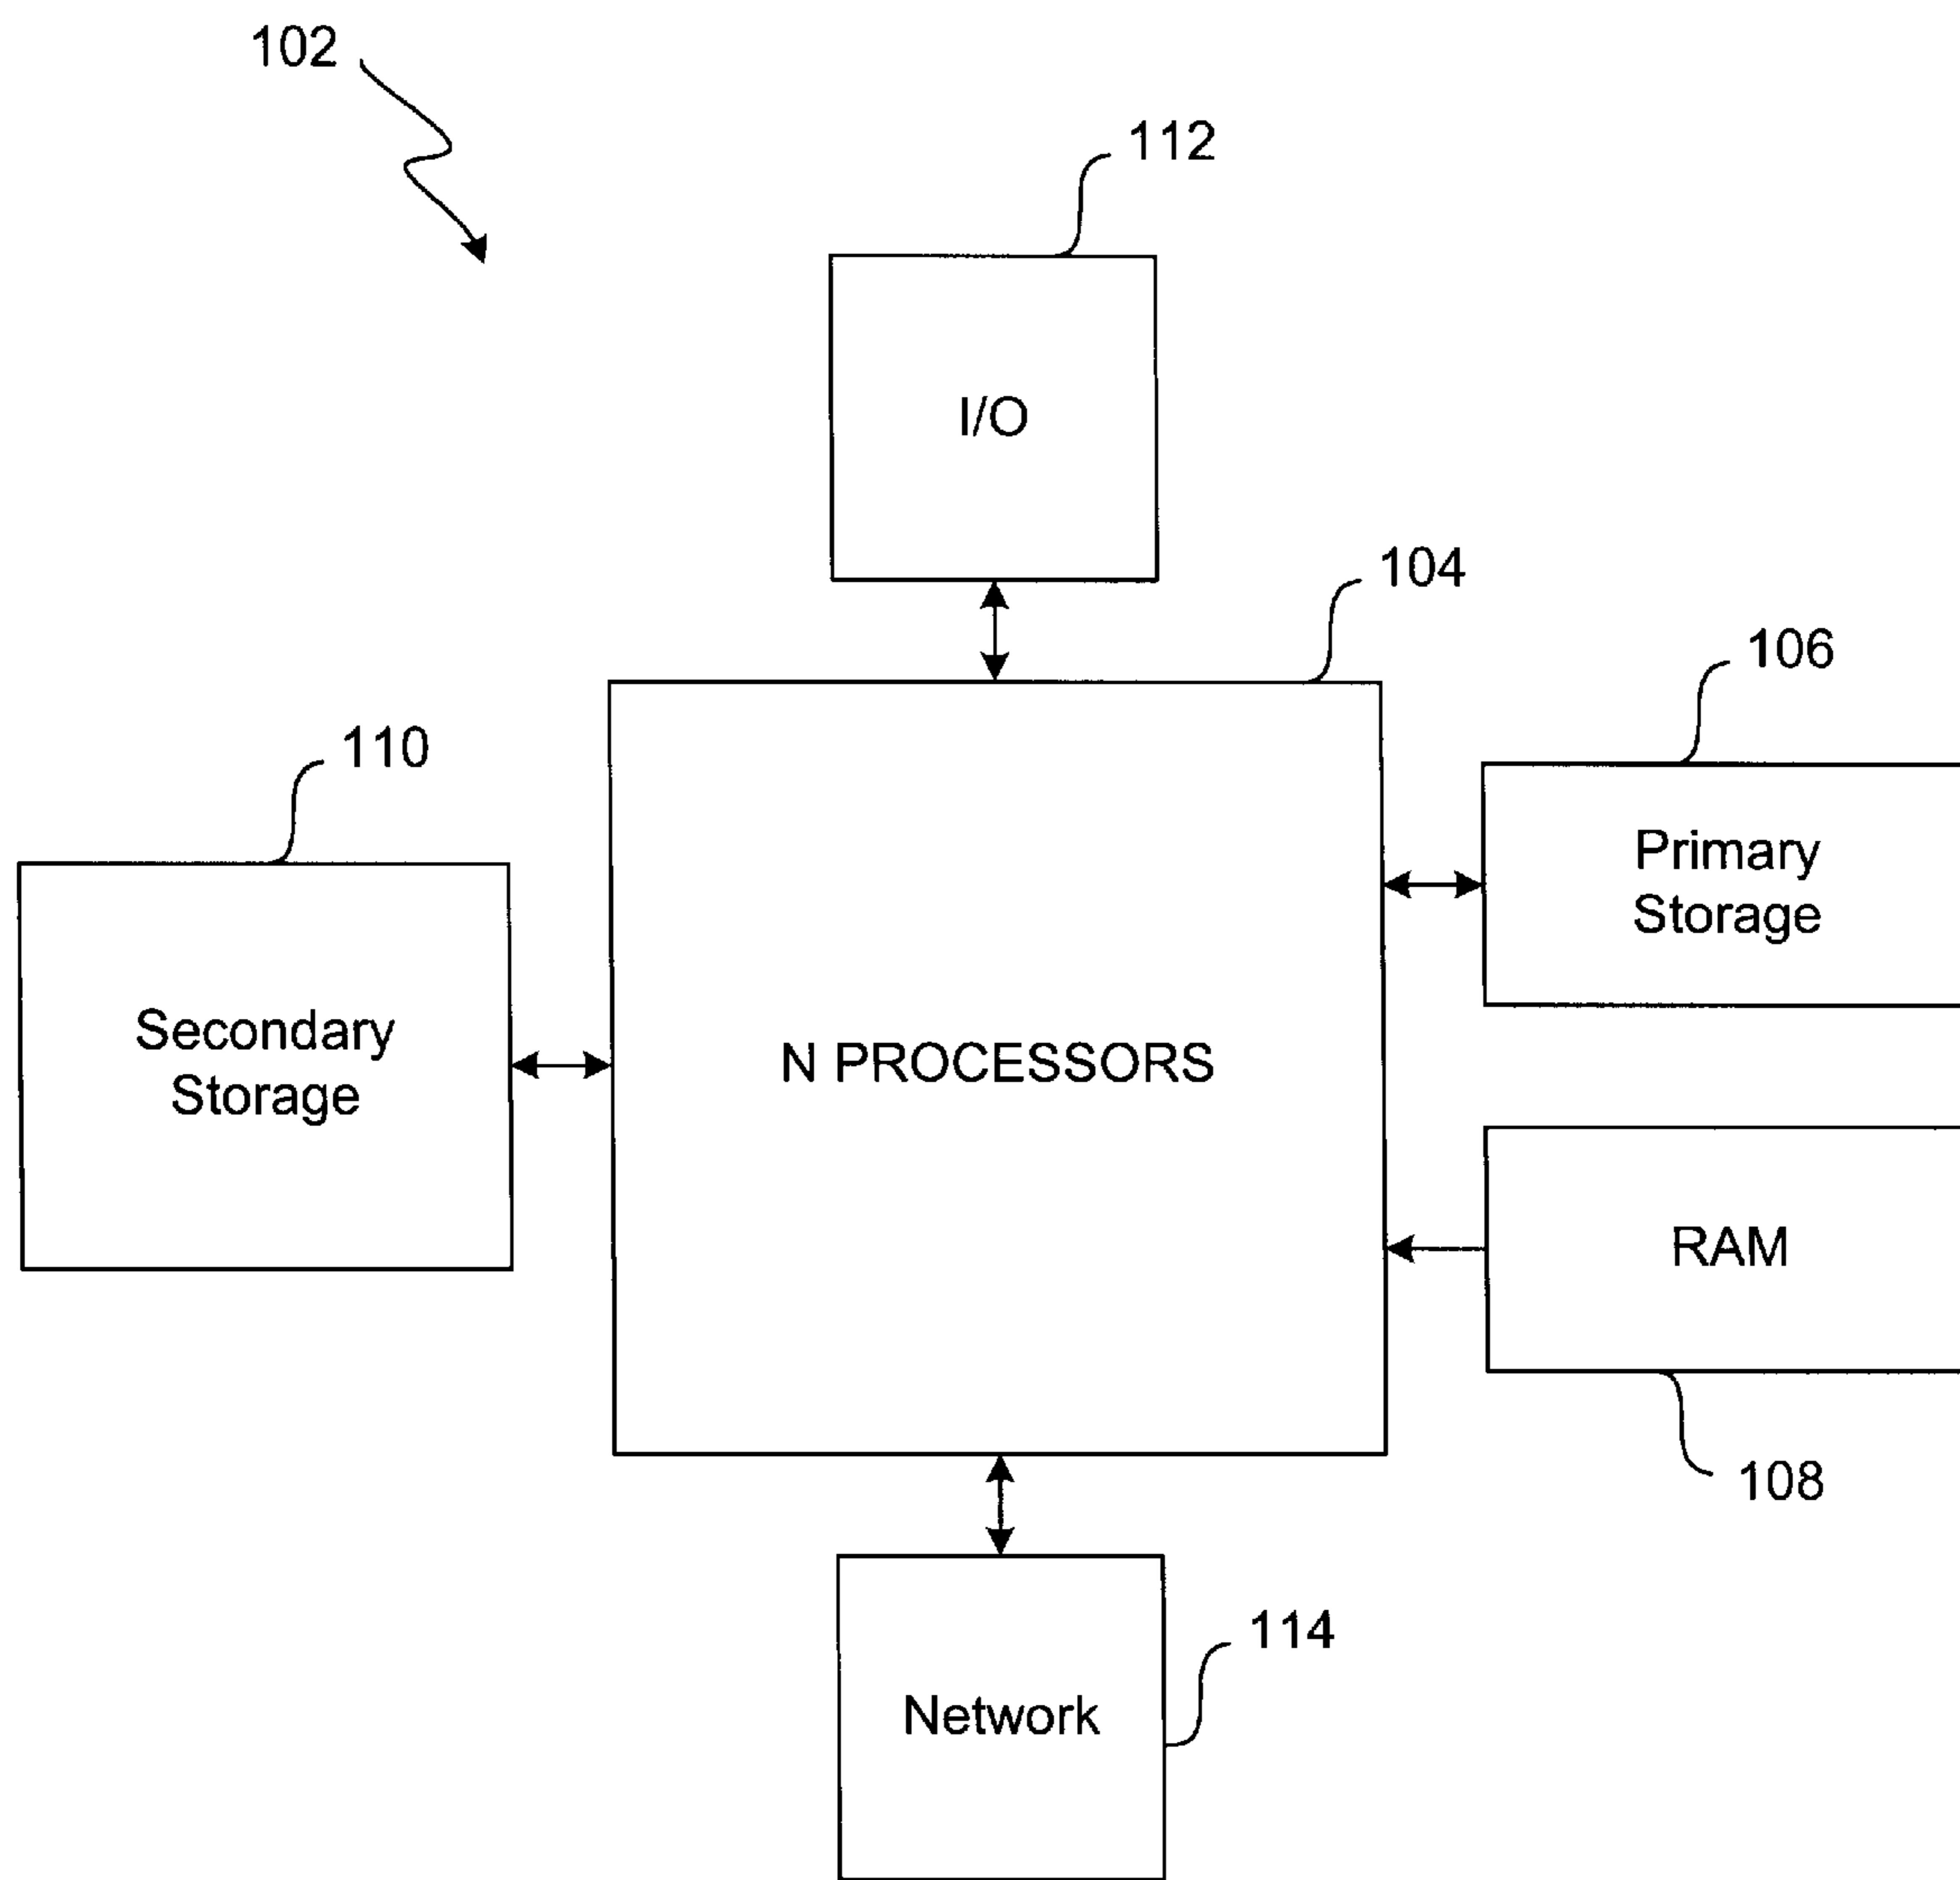 102
112
I/O
104
106
110
Primary
Storage
Secondary
Storage
N PROCESSORS
RAM
108
114
Network